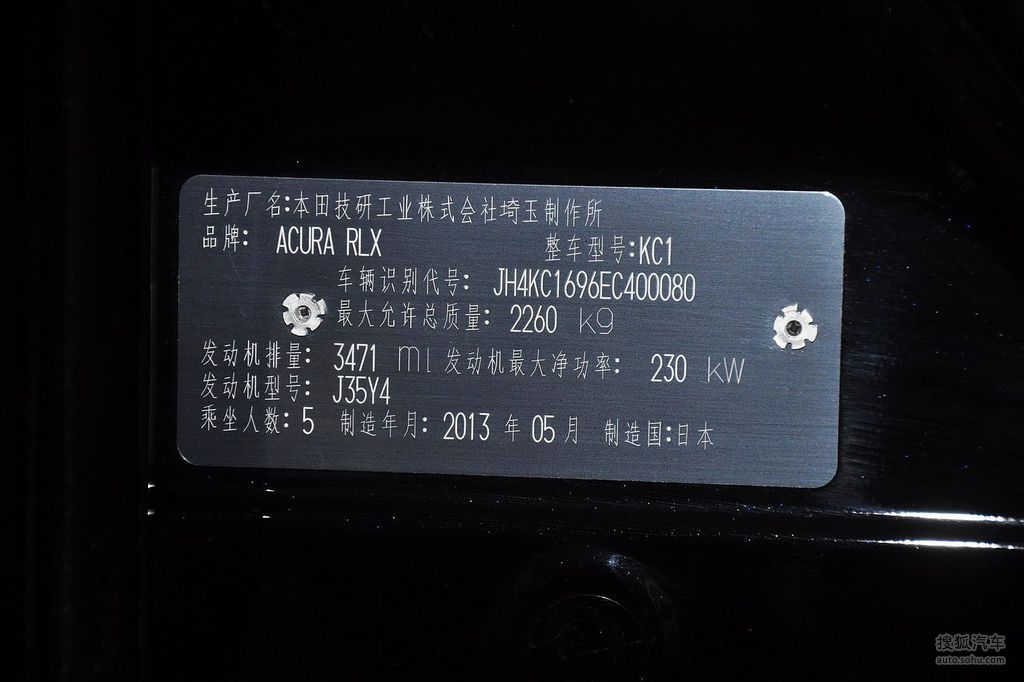 生产厂名:本田技研工业株式会社埼玉制作所
品牌: ACURA RLX 整车型号:KC1
车辆识别代号: JH4KC1696EC400080
最大允许总质量: 2260 kg
发动机排量: 3471 ml 发动机最大净功率: 230 kW
发动机型号: J35Y4
乘坐人数: 5 制造年月: 2013 年 05 月 制造国:日本
搜狐汽车
auto.sohu.com